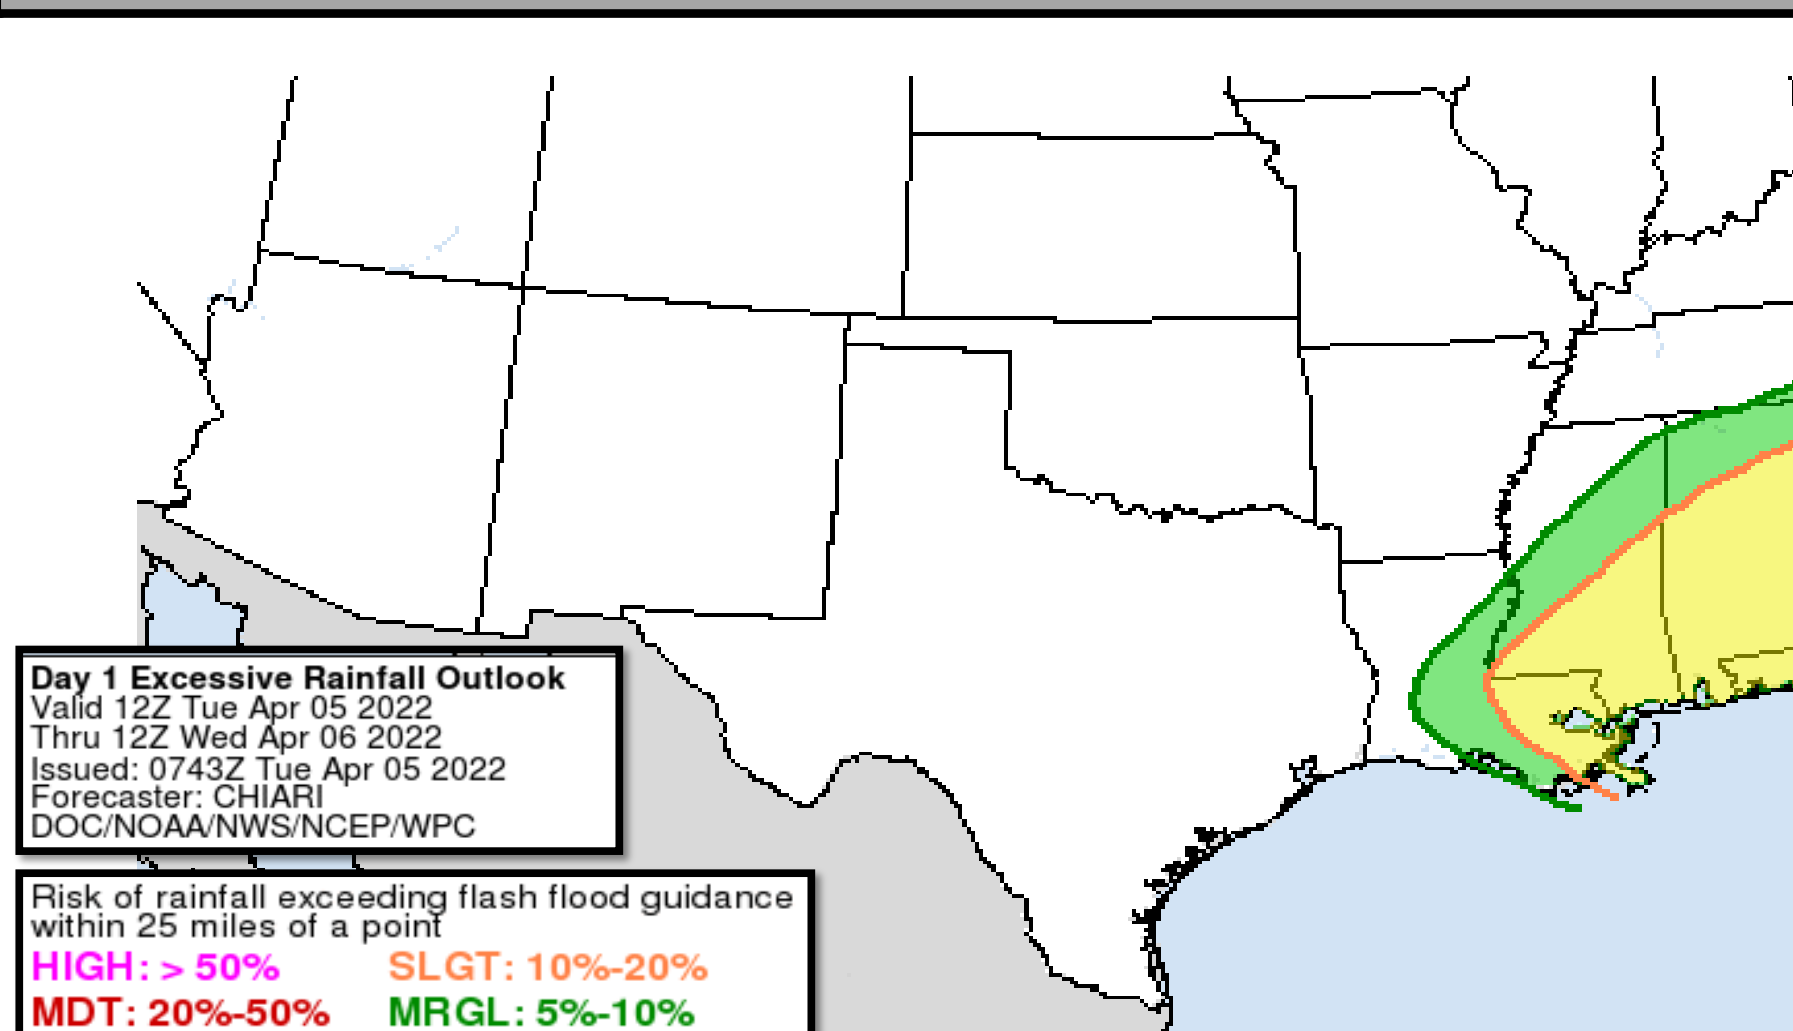 Day 1 Excessive Rainfall Outlook
Valid 12Z Tue Apr 05 2022
Thru 12Z Wed Apr 06 2022
Issued: 0743Z Tue Apr 05 2022
Forecaster: CHIARI
DOC/NOAA/NWS/NCEP/WPC
Risk of rainfall exceeding flash flood guidance
within 25 miles of a point
HIGH: > 50% SLGT: 10%-20%
MDT: 20%-50% MRGL: 5%-10%